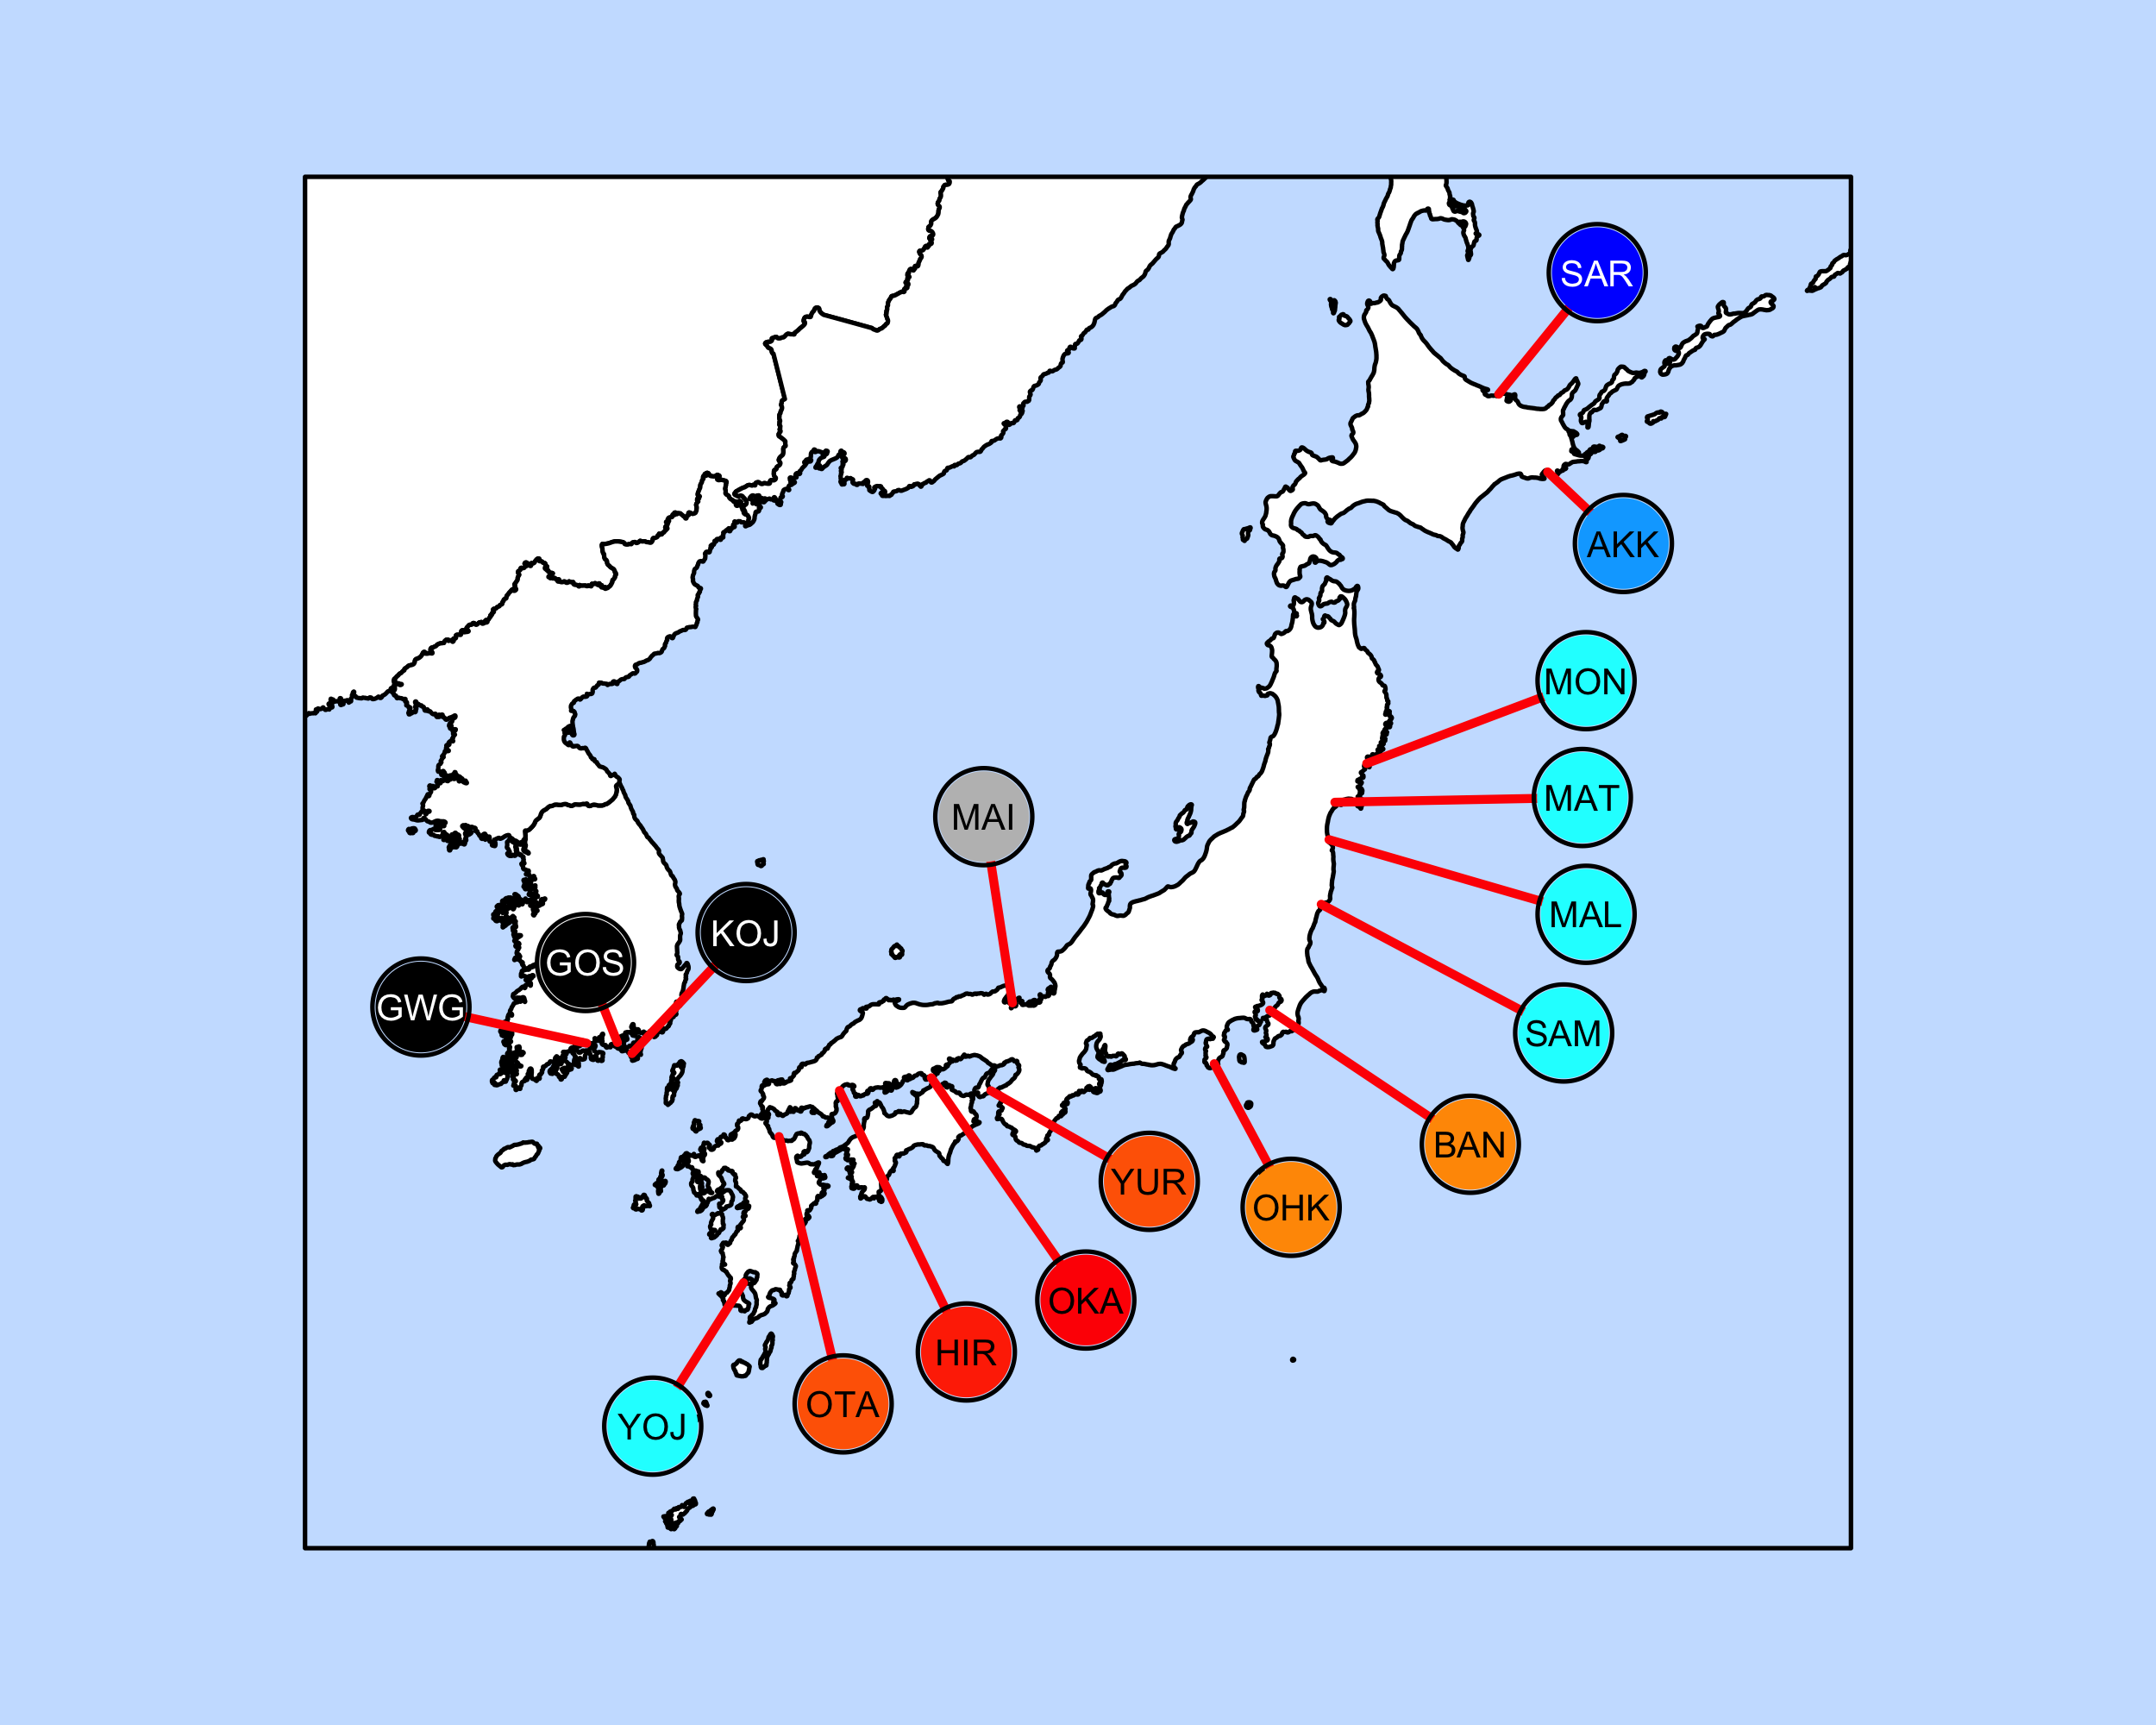 SAR
AKK
MON
MAT
MAI
MAL
KOJ
GOS
GWG
SAM
BAN
YUR
OHK
OKA
HIR
OTA
YOJ